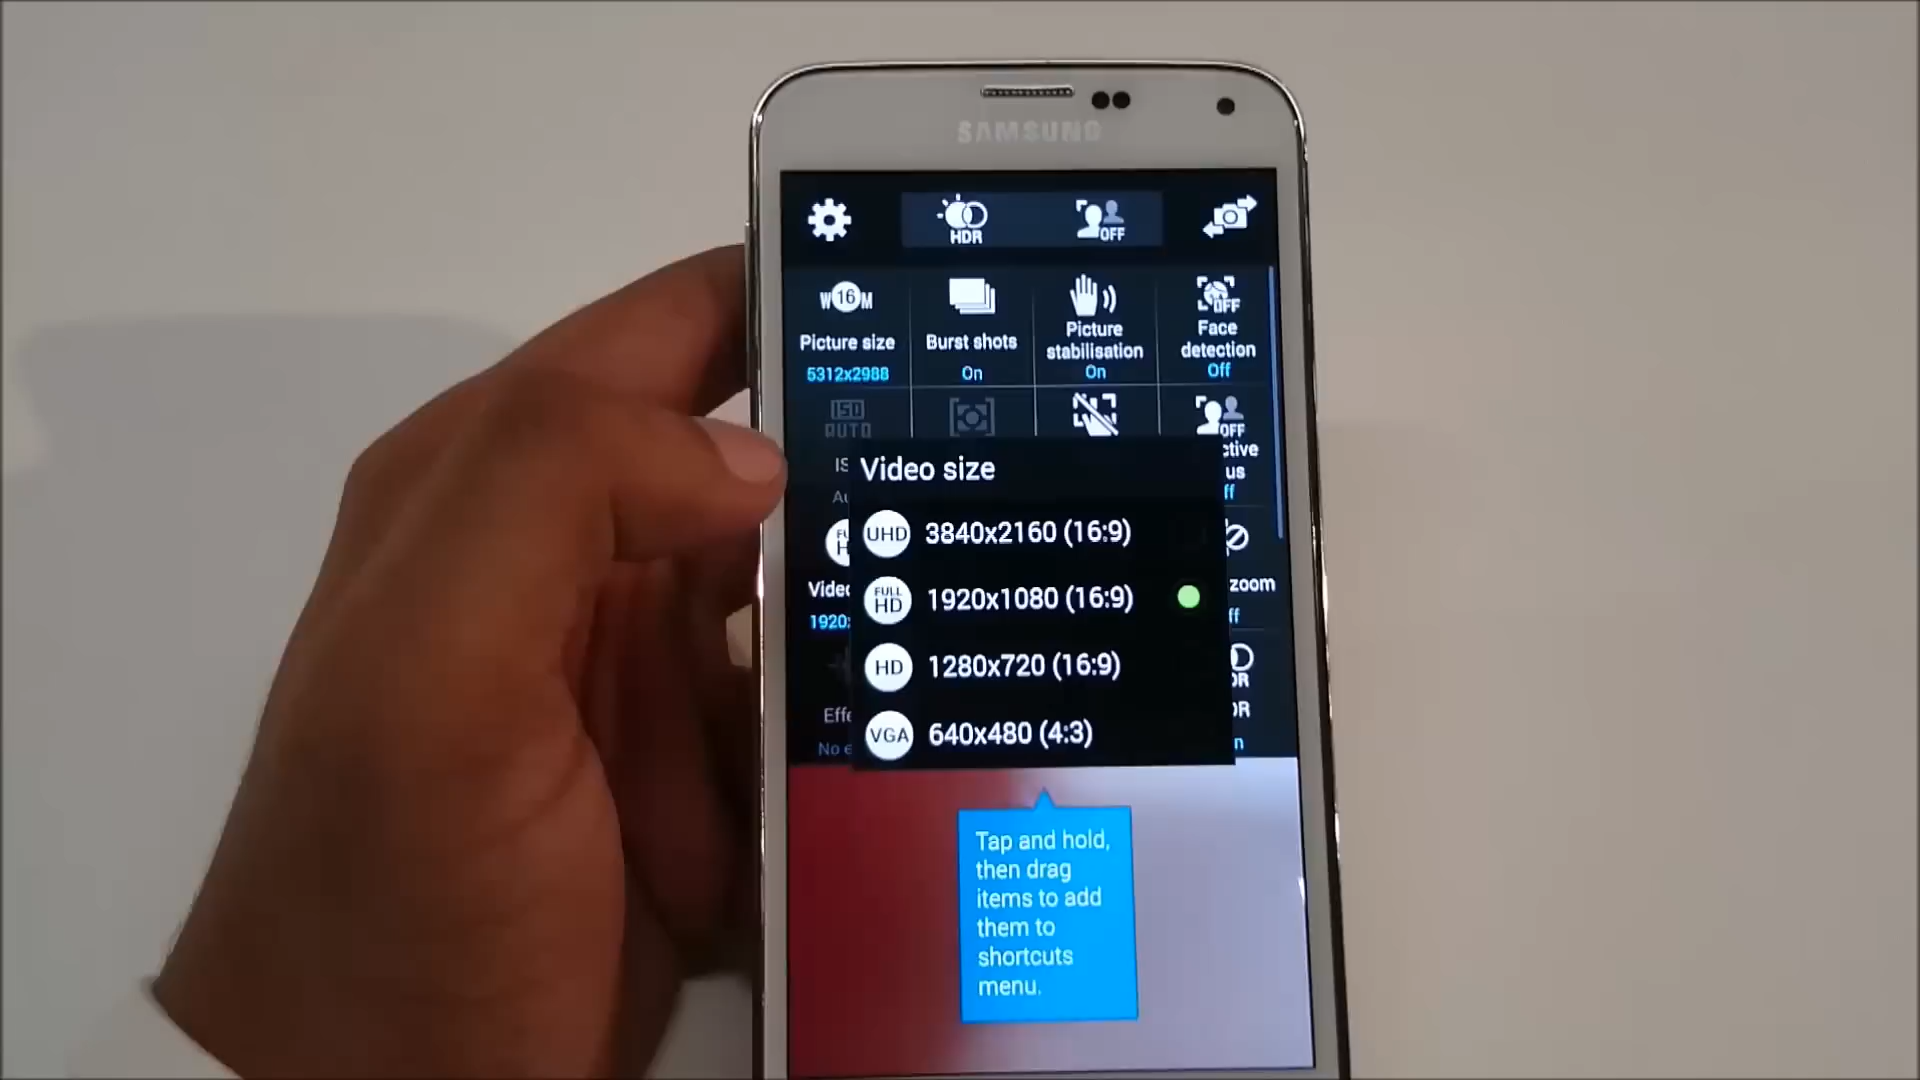 SAMSUNG
HDR
OFF
W16M
OFF
Picture size
Burst shots
Picture
stabilisation
Face
detection
5312x2988
On
On
Off
ISO
AUTO
OFF
Video size
UHD 3840x2160 (16:9)
FULL
HD 1920x1080 (16:9)
HD 1280x720 (16:9)
VGA 640x480 (4:3)
zoom
Tap and hold,
then drag
items to add
them to
shortcuts
menu.